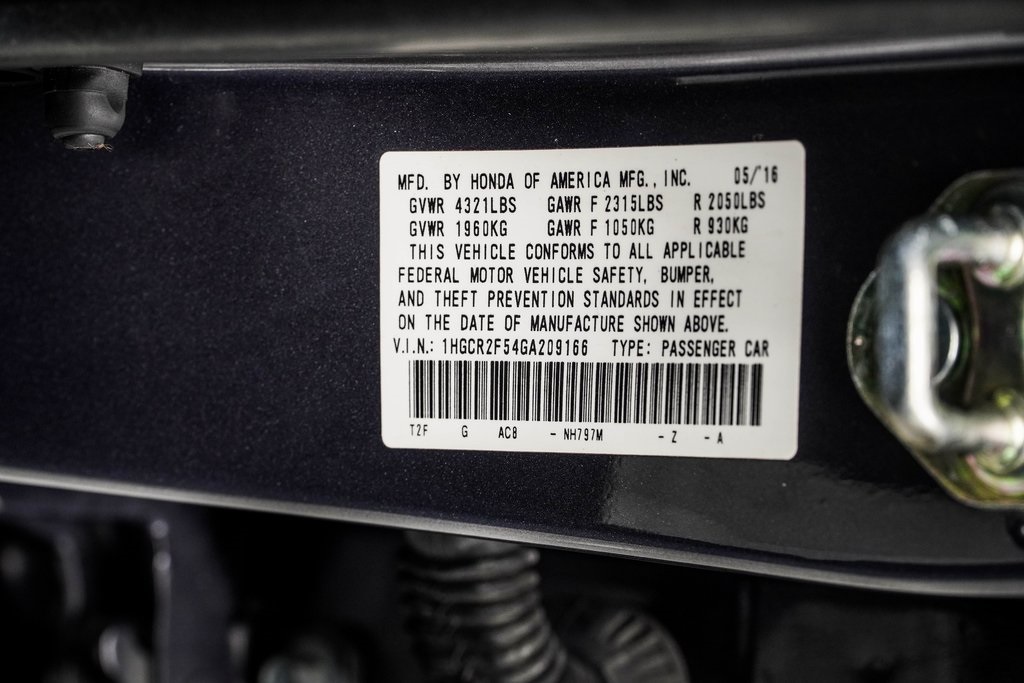 MFD. BY HONDA OF AMERICA MFG., INC. 05/'16
GVWR 4321LBS GAWR F 2315LBS R 2050LBS
GVWR 1960KG GAWR F 1050KG R 930KG
THIS VEHICLE CONFORMS TO ALL APPLICABLE
FEDERAL MOTOR VEHICLE SAFETY, BUMPER,
AND THEFT PREVENTION STANDARDS IN EFFECT
ON THE DATE OF MANUFACTURE SHOWN ABOVE.
V.I.N.: 1HGCR2F54GA209166 TYPE: PASSENGER CAR
T2F G AC8 - NH797M - Z - A